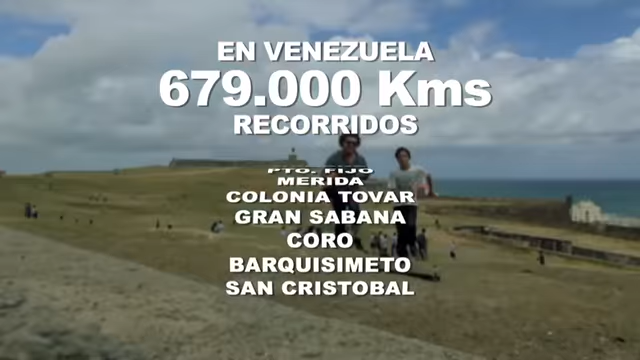 EN VENEZUELA
679.000 Kms
RECORRIDOS
PTO. FIJO
MERIDA
COLONIA TOVAR
GRAN SABANA
CORO
BARQUISIMETO
SAN CRISTOBAL